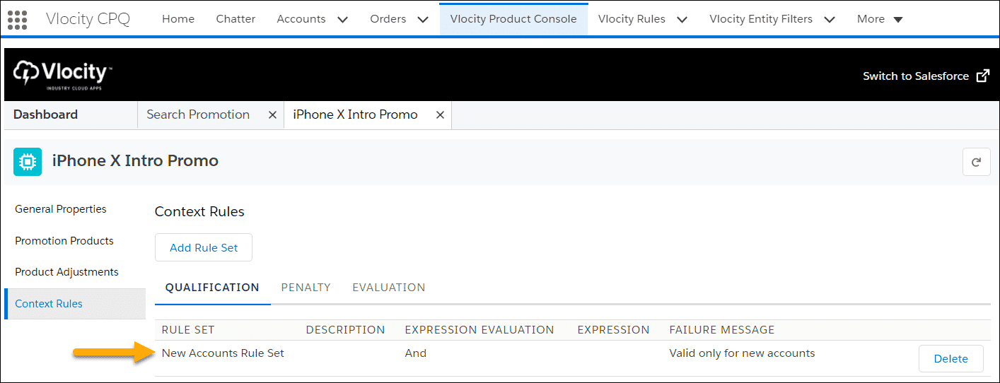 Vlocity CPQ Home Chatter Accounts Orders Vlocity Product Console Vlocity Rules Vlocity Entity Filters More
Vlocity™ Switch to Salesforce
INDUSTRY CLOUD APPS
Dashboard Search Promotion iPhone X Intro Promo
iPhone X Intro Promo
General Properties
Promotion Products
Product Adjustments
Context Rules
Context Rules
Add Rule Set
QUALIFICATION PENALTY EVALUATION
RULE SET DESCRIPTION EXPRESSION EVALUATION EXPRESSION FAILURE MESSAGE
New Accounts Rule Set And Valid only for new accounts Delete